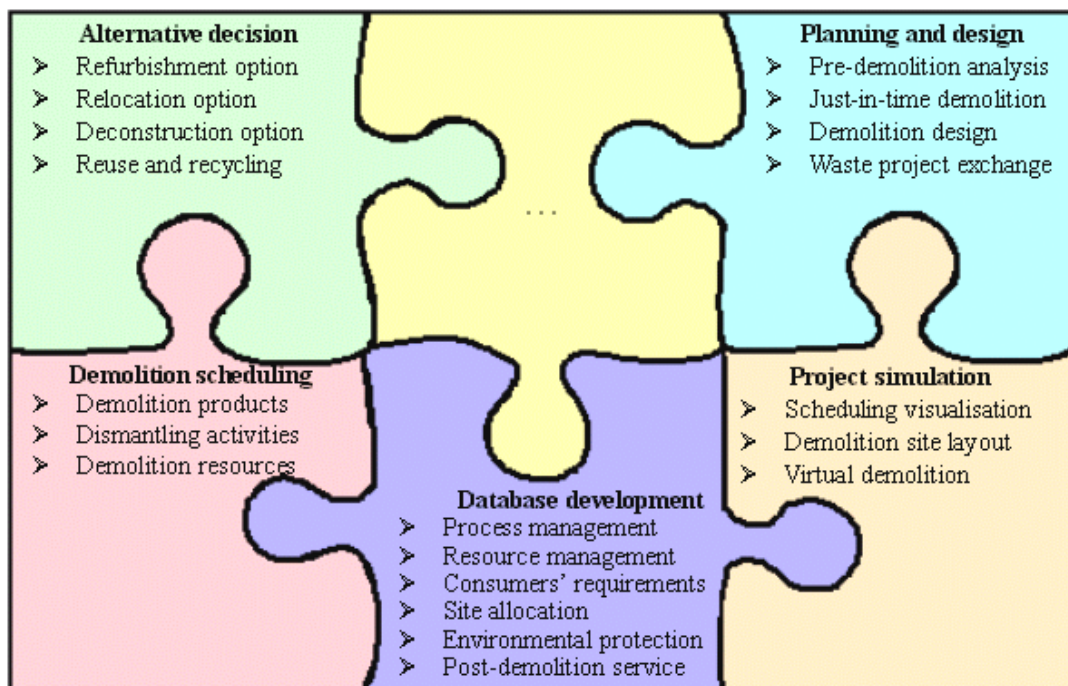 Alternative decision
➢ Refurbishment option
➢ Relocation option
➢ Deconstruction option
➢ Reuse and recycling
...
Planning and design
➢ Pre-demolition analysis
➢ Just-in-time demolition
➢ Demolition design
➢ Waste project exchange
Demolition scheduling
➢ Demolition products
➢ Dismantling activities
➢ Demolition resources
Database development
➢ Process management
➢ Resource management
➢ Consumers’ requirements
➢ Site allocation
➢ Environmental protection
➢ Post-demolition service
Project simulation
➢ Scheduling visualisation
➢ Demolition site layout
➢ Virtual demolition